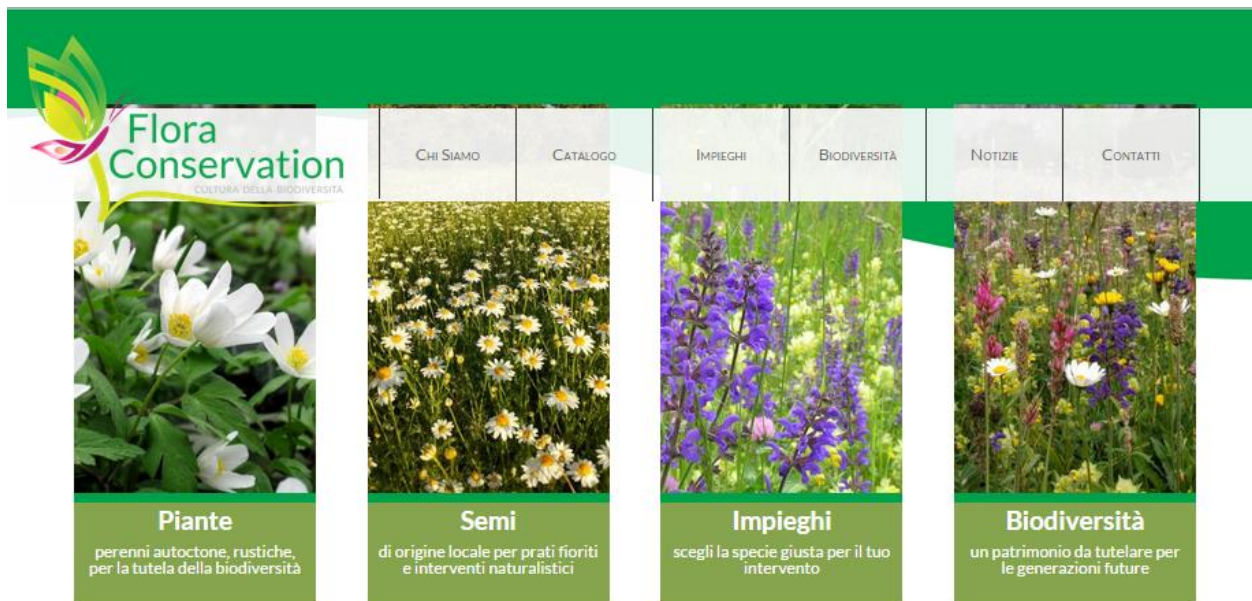 Flora
Conservation
CULTURA DELLA BIODIVERSITÀ
CHI SIAMO
CATALOGO
IMPIEGHI
BIODIVERSITÀ
NOTIZIE
CONTATTI
Piante
perenni autoctone, rustiche,
per la tutela della biodiversità
Semi
di origine locale per prati fioriti
e interventi naturalistici
Impieghi
scegli la specie giusta per il tuo
intervento
Biodiversità
un patrimonio da tutelare per
le generazioni future